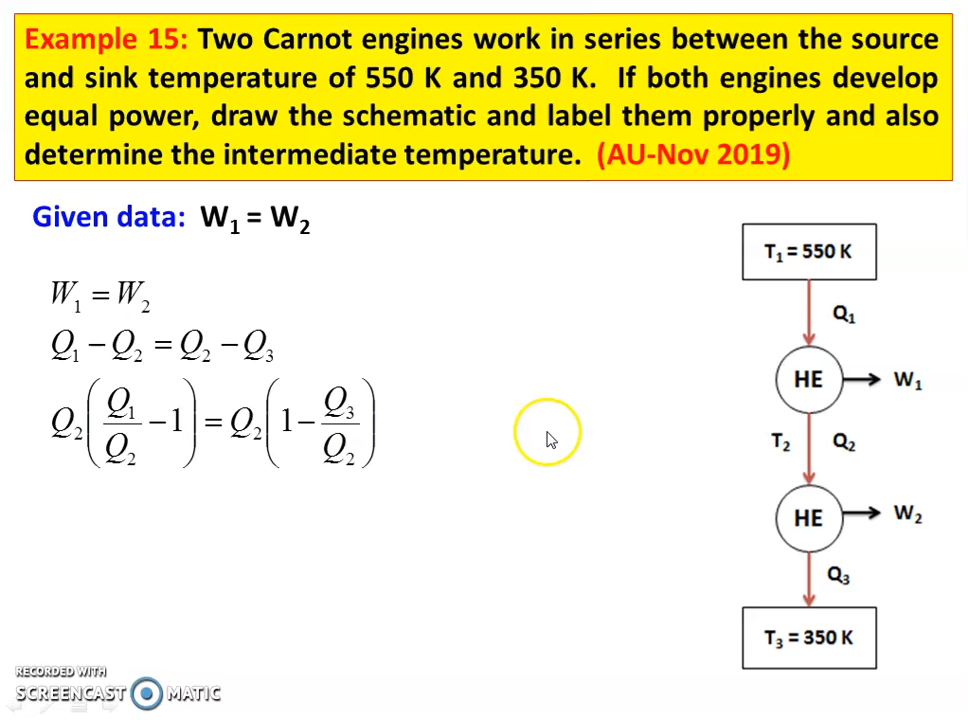 Example 15: Two Carnot engines work in series between the source
and sink temperature of 550 K and 350 K. If both engines develop
equal power, draw the schematic and label them properly and also
determine the intermediate temperature. (AU-Nov 2019)
Given data: W₁ = W₂
W₁ = W₂
Q₁ − Q₂ = Q₂ − Q₃
Q₂(Q₁/Q₂ − 1) = Q₂(1 − Q₃/Q₂)
T₁ = 550 K
Q₁
HE
W₁
T₂
Q₂
HE
W₂
Q₃
T₃ = 350 K
RECORDED WITH
SCREENCAST MATIC